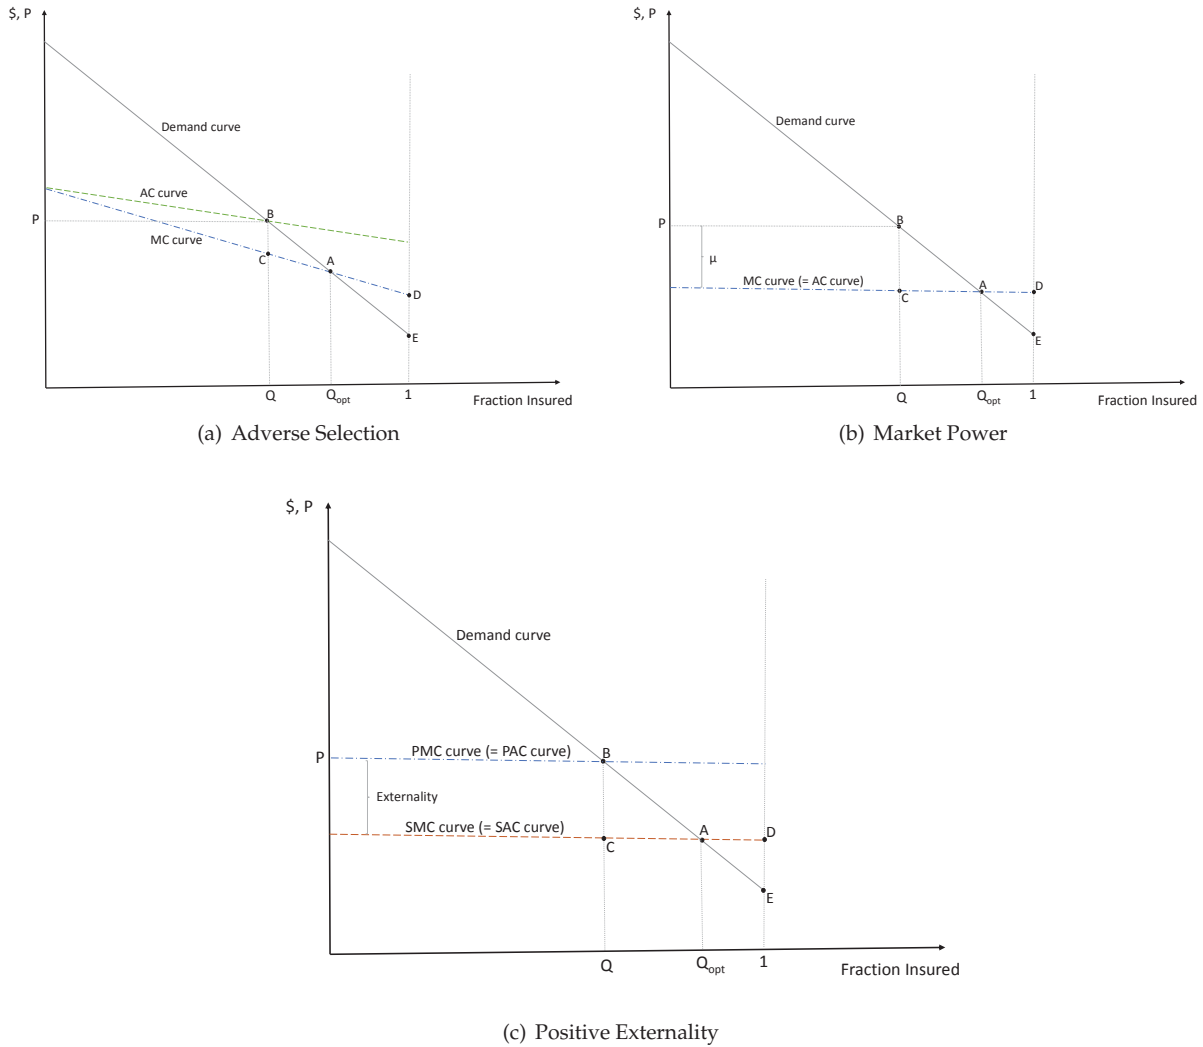 $, P
Demand curve
AC curve
P
B
MC curve
C
A
D
E
Q
Qopt
1
Fraction Insured
(a) Adverse Selection
$, P
Demand curve
P
B
μ
MC curve (= AC curve)
C
A
D
E
Q
Qopt
1
Fraction Insured
(b) Market Power
$, P
Demand curve
P
PMC curve (= PAC curve)
B
Externality
SMC curve (= SAC curve)
C
A
D
E
Q
Qopt
1
Fraction Insured
(c) Positive Externality